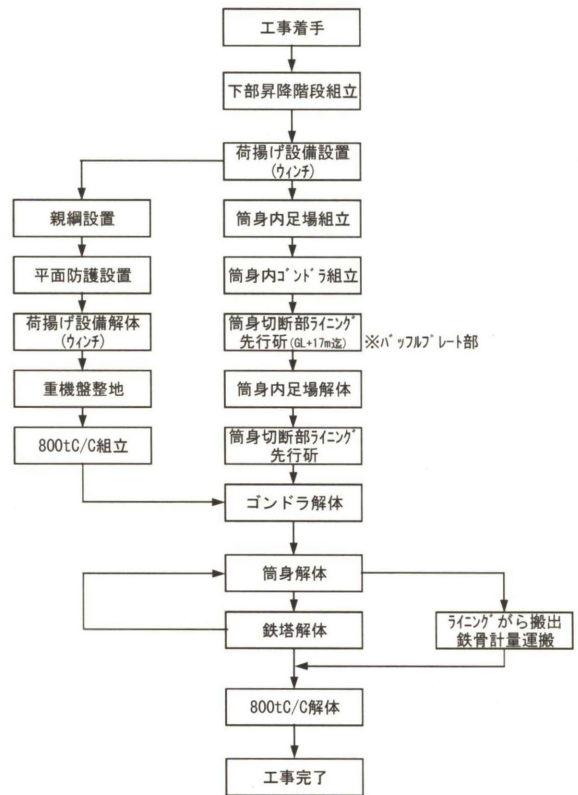 工事着手
下部昇降階段組立
荷揚げ設備設置
(ウィンチ)
親綱設置
筒身内足場組立
平面防護設置
筒身内ゴンドラ組立
荷揚げ設備解体
(ウィンチ)
筒身切断部ライニング
先行斫(GL+17m迄)
※バッフルプレート部
重機盤整地
筒身内足場解体
800tC/C組立
筒身切断部ライニング
先行斫
ゴンドラ解体
筒身解体
鉄塔解体
ライニングがら搬出
鉄骨計量運搬
800tC/C解体
工事完了